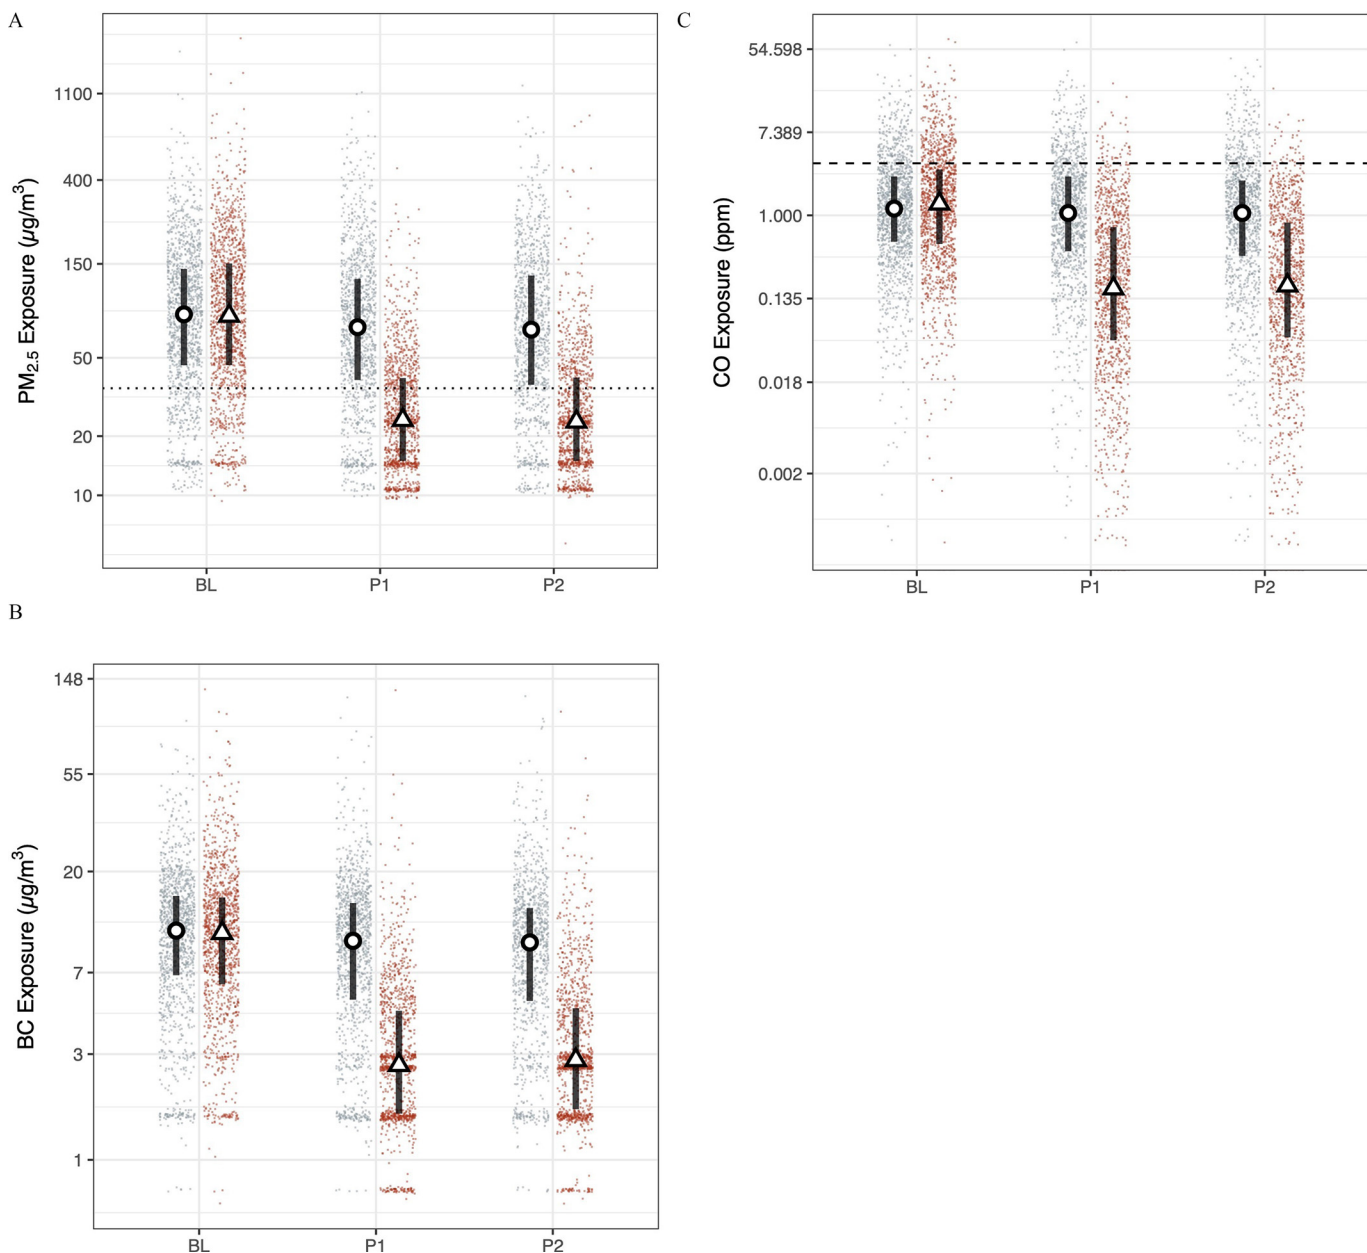 A
PM2.5 Exposure (µg/m3)
1100
400
150
50
20
10
BL P1 P2
C
CO Exposure (ppm)
54.598
7.389
1.000
0.135
0.018
0.002
BL P1 P2
B
BC Exposure (µg/m3)
148
55
20
7
3
1
BL P1 P2